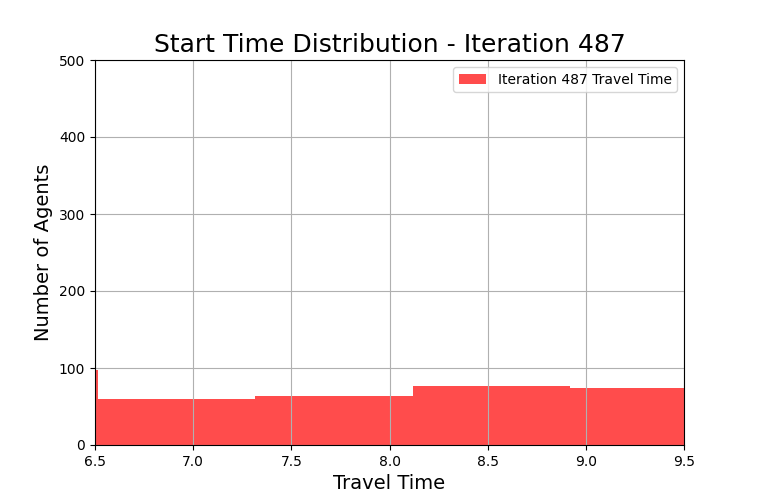 Start Time Distribution - Iteration 487
Iteration 487 Travel Time
Number of Agents
500
400
300
200
100
0
6.5 7.0 7.5 8.0 8.5 9.0 9.5
Travel Time